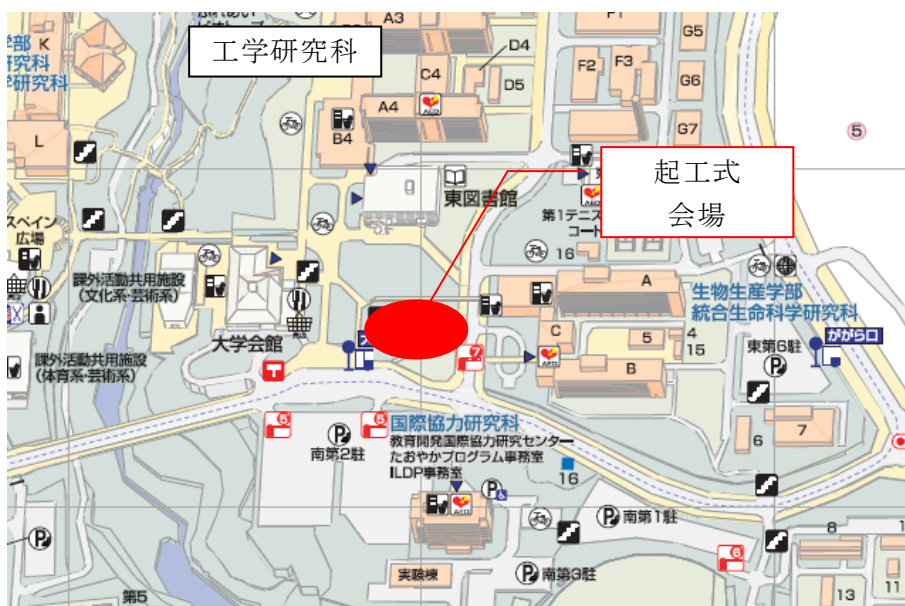 工学研究科
A3
D4
F1
G5
学部
K
研究科
学研究科
C4
F2
F3
G6
D5
A4
AED
B4
G7
L
5
起工式
会場
東図書館
AED
第1テニス
コート
スペイン
広場
16
課外活動共用施設
(文化系・芸術系)
A
生物生産学部
統合生命科学研究科
大学会館
C
5
4
15
ががら口
東第6駐
7
AED
B
課外活動共用施設
(体育系・芸術系)
T
5
5
国際協力研究科
教育開発国際協力研究センター
たおやかプログラム事務室
ILDP事務室
南第2駐
6
7
16
AED
南第1駐
8
1
6
実験棟
南第3駐
第5
13
11